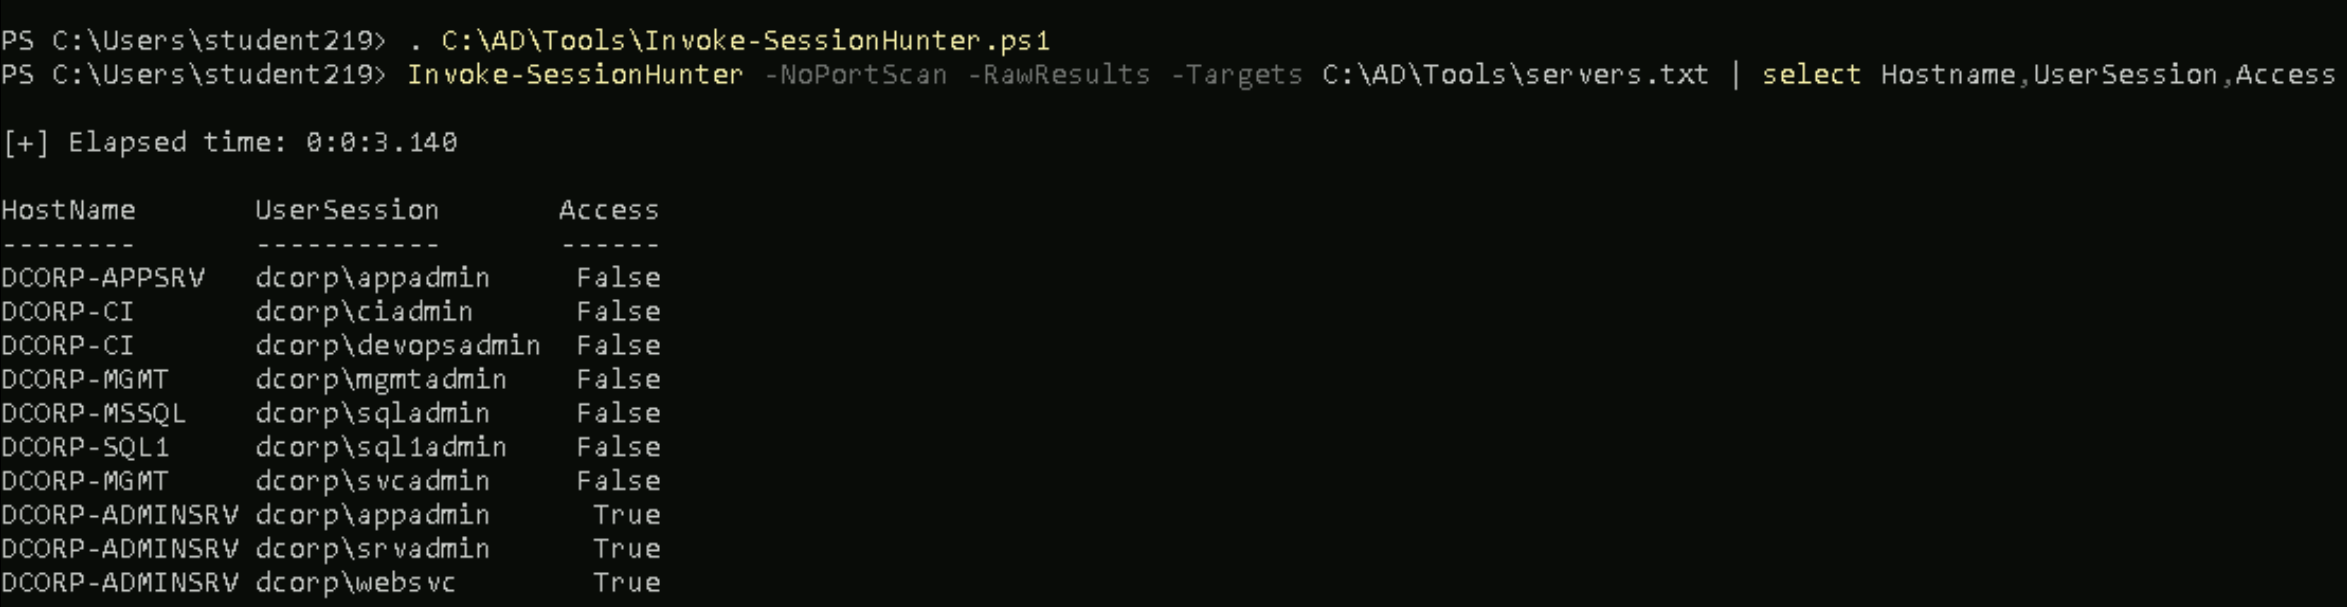 PS C:\Users\student219> . C:\AD\Tools\Invoke-SessionHunter.ps1
PS C:\Users\student219> Invoke-SessionHunter -NoPortScan -RawResults -Targets C:\AD\Tools\servers.txt | select Hostname,UserSession,Access
[+] Elapsed time: 0:0:3.140
HostName       UserSession       Access
--------       -----------       ------
DCORP-APPSRV   dcorp\appadmin     False
DCORP-CI       dcorp\ciadmin      False
DCORP-CI       dcorp\devopsadmin  False
DCORP-MGMT     dcorp\mgmtadmin    False
DCORP-MSSQL    dcorp\sqladmin     False
DCORP-SQL1     dcorp\sql1admin    False
DCORP-MGMT     dcorp\svcadmin     False
DCORP-ADMINSRV dcorp\appadmin      True
DCORP-ADMINSRV dcorp\srvadmin      True
DCORP-ADMINSRV dcorp\websvc        True